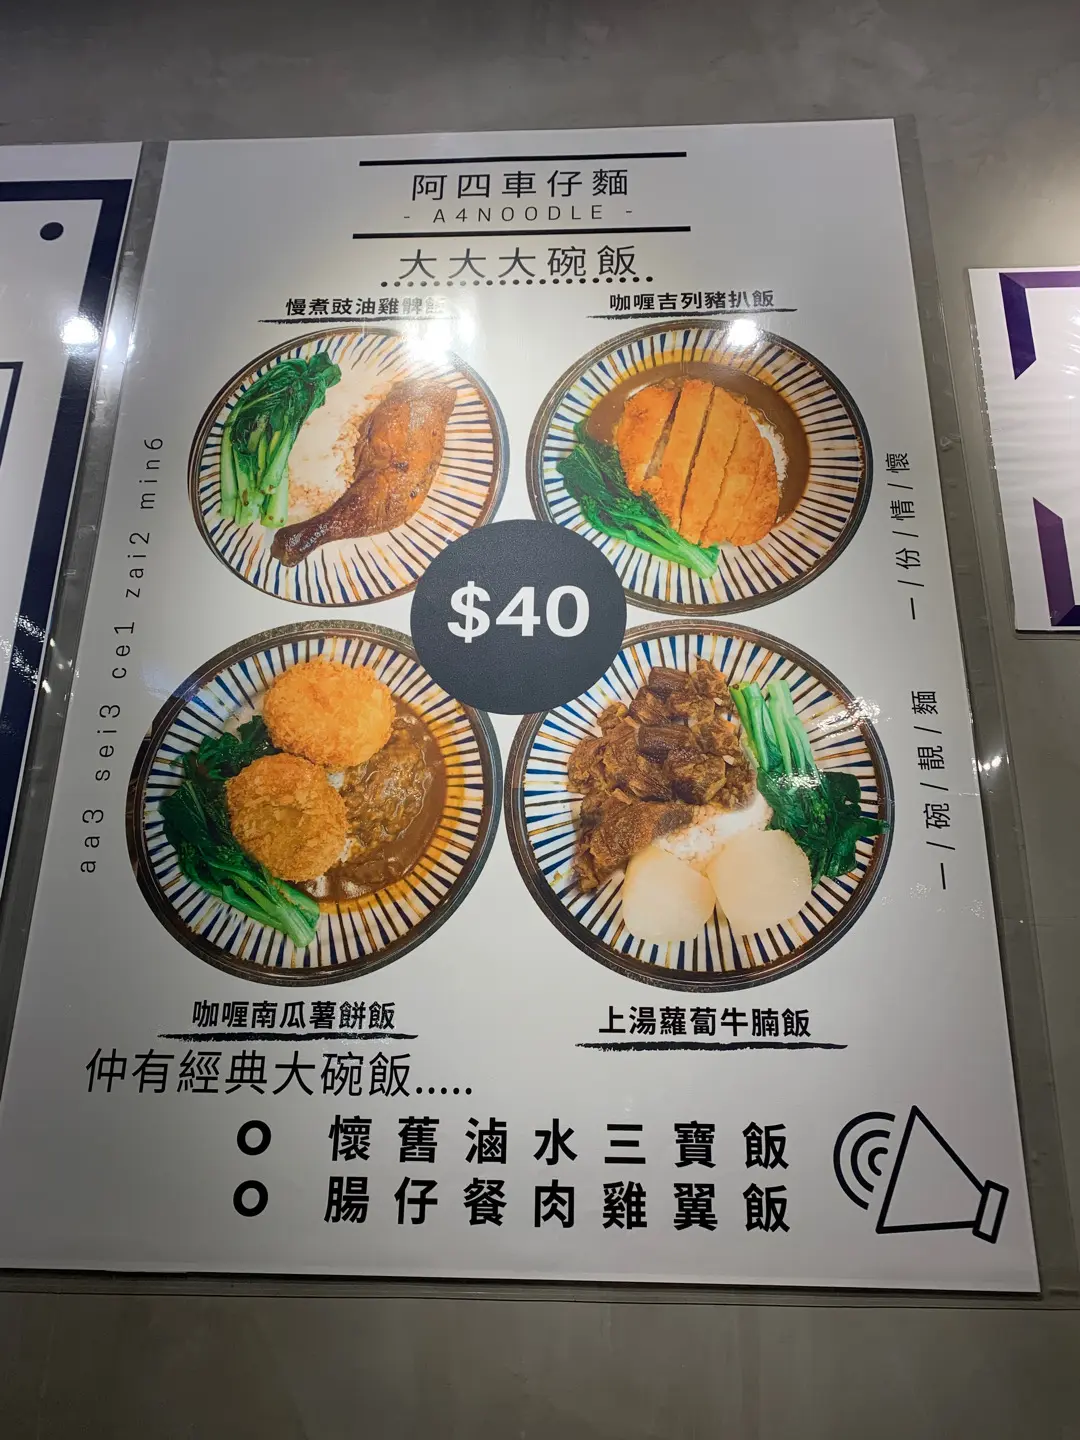 阿四車仔麵
- A4NOODLE -
大大大碗飯
慢煮豉油雞髀飯
咖喱吉列豬扒飯
aa3 sei3 ce1 zai2 min6
一/碗/靚/麵 一/份/情/懷
$40
咖喱南瓜薯餅飯
上湯蘿蔔牛腩飯
仲有經典大碗飯.....
懷舊滷水三寶飯
腸仔餐肉雞翼飯